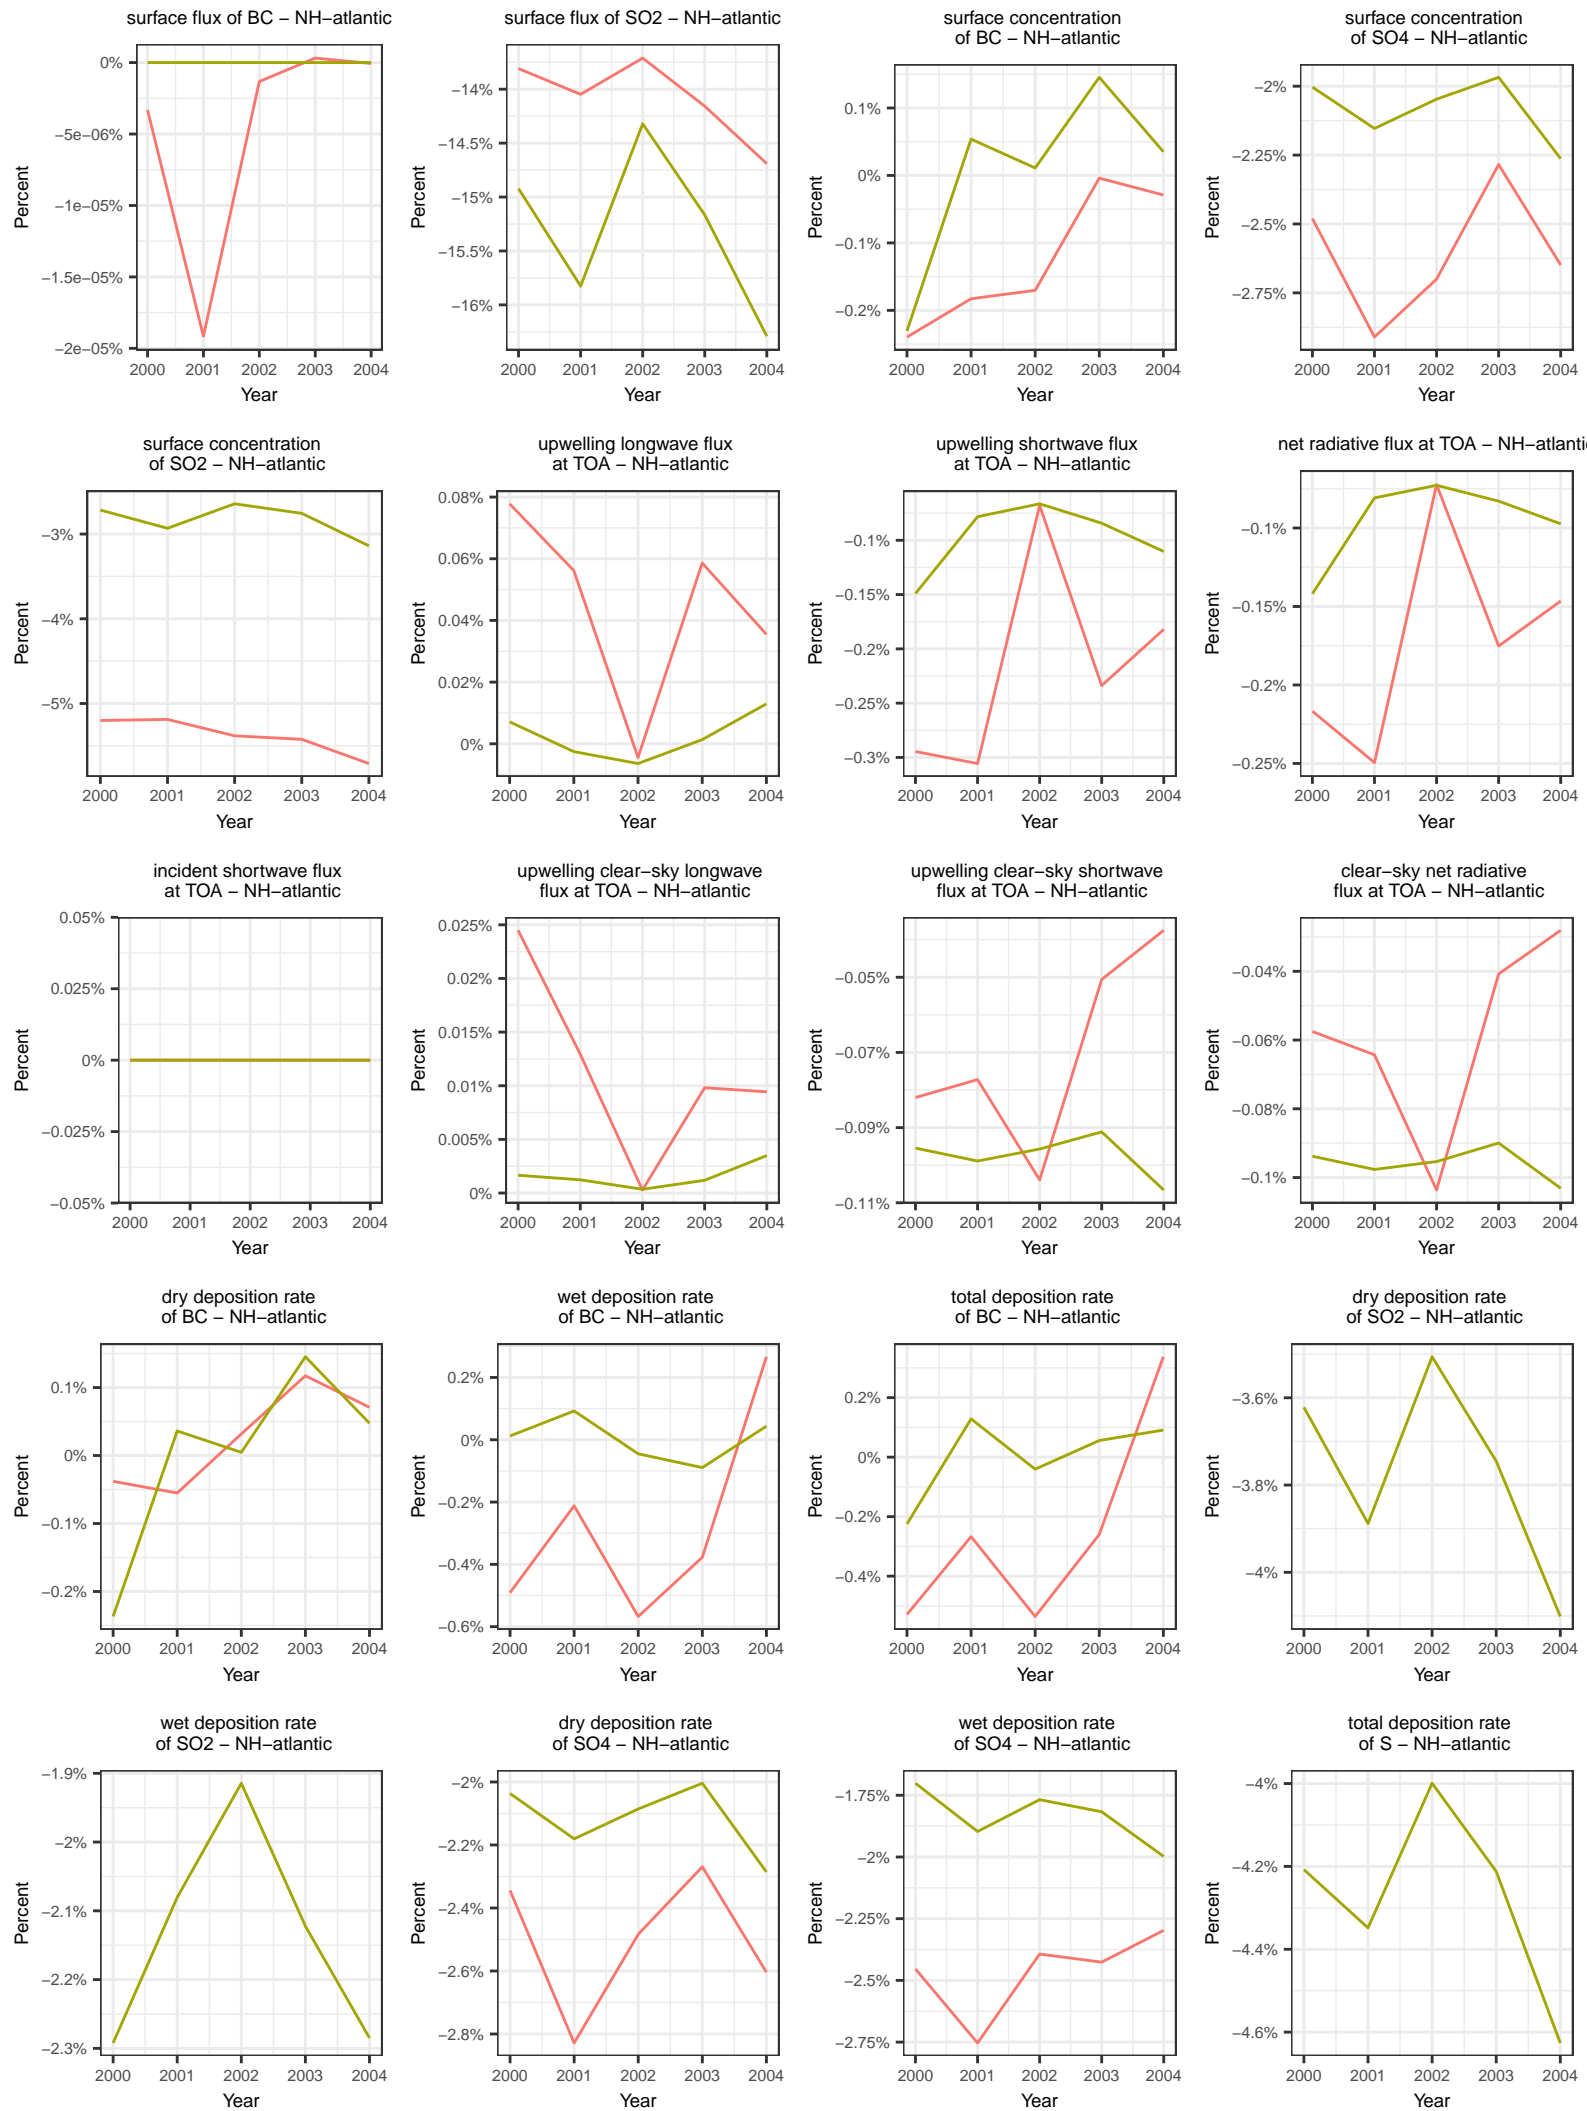 surface flux of BC − NH−atlantic
0%
−5e−06%
−1e−05%
−1.5e−05%
−2e−05%
Percent
2000 2001 2002 2003 2004
Year
surface flux of SO2 − NH−atlantic
−14%
−14.5%
−15%
−15.5%
−16%
Percent
2000 2001 2002 2003 2004
Year
surface concentration
of BC − NH−atlantic
0.1%
0%
−0.1%
−0.2%
Percent
2000 2001 2002 2003 2004
Year
surface concentration
of SO4 − NH−atlantic
−2%
−2.25%
−2.5%
−2.75%
Percent
2000 2001 2002 2003 2004
Year
surface concentration
of SO2 − NH−atlantic
−3%
−4%
−5%
Percent
2000 2001 2002 2003 2004
Year
upwelling longwave flux
at TOA − NH−atlantic
0.08%
0.06%
0.04%
0.02%
0%
Percent
2000 2001 2002 2003 2004
Year
upwelling shortwave flux
at TOA − NH−atlantic
−0.1%
−0.15%
−0.2%
−0.25%
−0.3%
Percent
2000 2001 2002 2003 2004
Year
net radiative flux at TOA − NH−atlanti
−0.1%
−0.15%
−0.2%
−0.25%
Percent
2000 2001 2002 2003 2004
Year
incident shortwave flux
at TOA − NH−atlantic
0.05%
0.025%
0%
−0.025%
−0.05%
Percent
2000 2001 2002 2003 2004
Year
upwelling clear−sky longwave
flux at TOA − NH−atlantic
0.025%
0.02%
0.015%
0.01%
0.005%
0%
Percent
2000 2001 2002 2003 2004
Year
upwelling clear−sky shortwave
flux at TOA − NH−atlantic
−0.05%
−0.07%
−0.09%
−0.11%
Percent
2000 2001 2002 2003 2004
Year
clear−sky net radiative
flux at TOA − NH−atlantic
−0.04%
−0.06%
−0.08%
−0.1%
Percent
2000 2001 2002 2003 2004
Year
dry deposition rate
of BC − NH−atlantic
0.1%
0%
−0.1%
−0.2%
Percent
2000 2001 2002 2003 2004
Year
wet deposition rate
of BC − NH−atlantic
0.2%
0%
−0.2%
−0.4%
−0.6%
Percent
2000 2001 2002 2003 2004
Year
total deposition rate
of BC − NH−atlantic
0.2%
0%
−0.2%
−0.4%
Percent
2000 2001 2002 2003 2004
Year
dry deposition rate
of SO2 − NH−atlantic
−3.6%
−3.8%
−4%
Percent
2000 2001 2002 2003 2004
Year
wet deposition rate
of SO2 − NH−atlantic
−1.9%
−2%
−2.1%
−2.2%
−2.3%
Percent
2000 2001 2002 2003 2004
Year
dry deposition rate
of SO4 − NH−atlantic
−2%
−2.2%
−2.4%
−2.6%
−2.8%
Percent
2000 2001 2002 2003 2004
Year
wet deposition rate
of SO4 − NH−atlantic
−1.75%
−2%
−2.25%
−2.5%
−2.75%
Percent
2000 2001 2002 2003 2004
Year
total deposition rate
of S − NH−atlantic
−4%
−4.2%
−4.4%
−4.6%
Percent
2000 2001 2002 2003 2004
Year